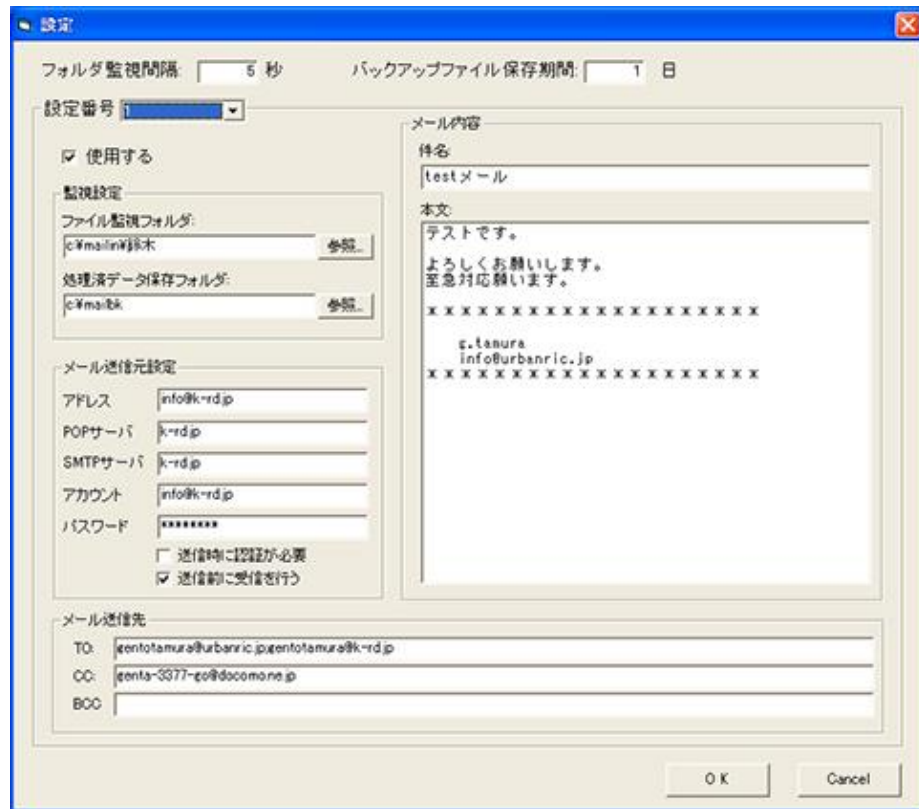 設定
フォルダ監視間隔: 5 秒 バックアップファイル保存期間: 1 日
設定番号 1
使用する
監視設定
ファイル監視フォルダ:
c:¥mailin¥鈴木 参照...
処理済データ保存フォルダ:
c:¥mailbk 参照...
メール送信元設定
アドレス info@k-rd.jp
POPサーバ k-rd.jp
SMTPサーバ k-rd.jp
アカウント info@k-rd.jp
パスワード ********
送信時に認証が必要
送信前に受信を行う
メール内容
件名:
testメール
本文:
テストです。
よろしくお願いします。
至急対応願います。
xxxxxxxxxxxxxxxxxxxx
g.tamura
info@urbanric.jp
xxxxxxxxxxxxxxxxxxxx
メール送信先
TO: gentotamura@urbanric.jp;gentotamura@k-rd.jp
CC: genta-3377-go@docomo.ne.jp
BCC
OK Cancel